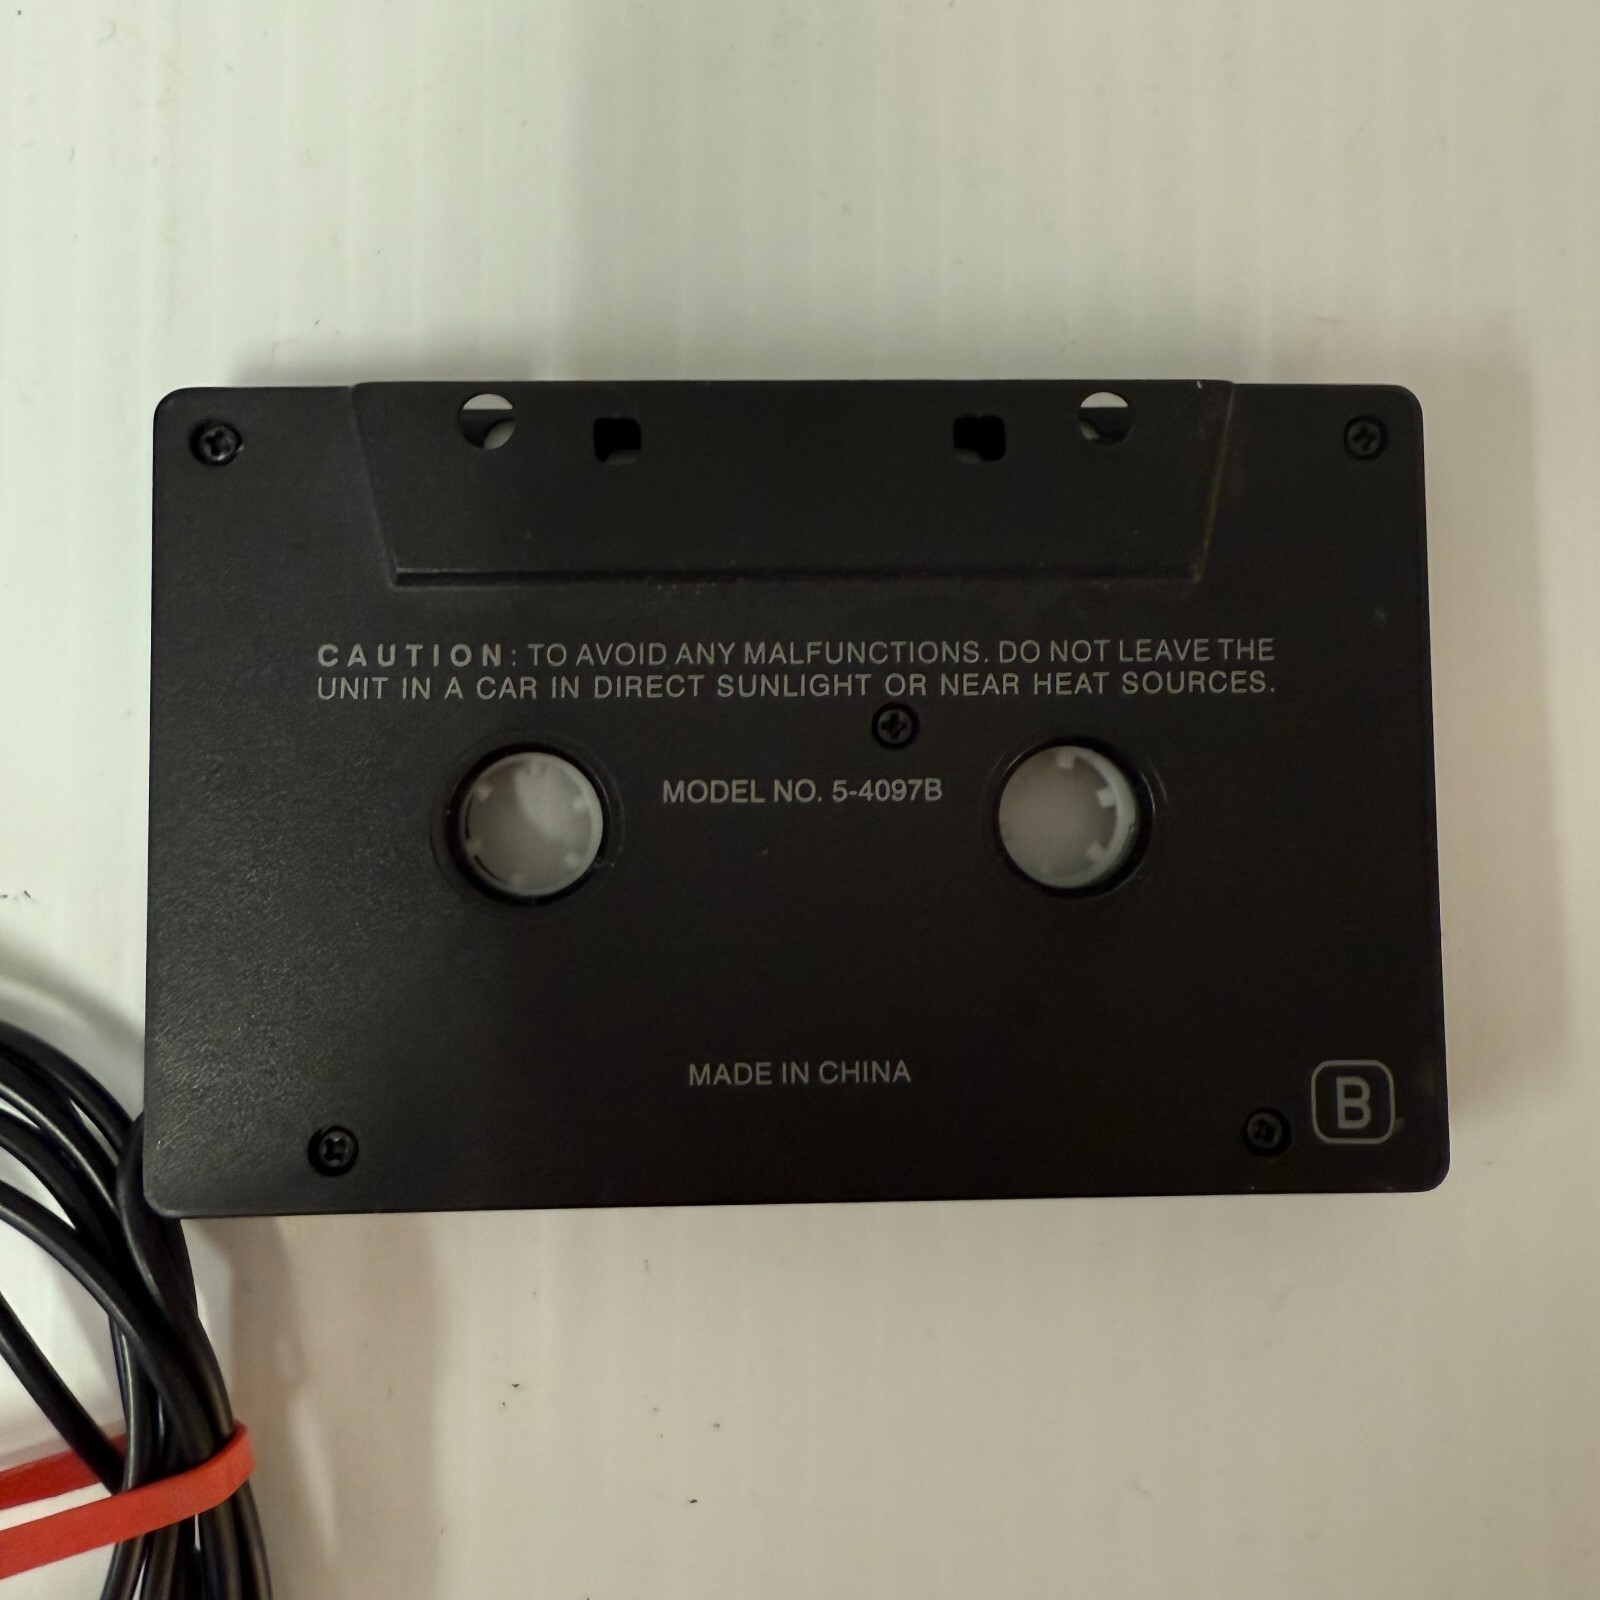 CAUTION: TO AVOID ANY MALFUNCTIONS. DO NOT LEAVE THE
UNIT IN A CAR IN DIRECT SUNLIGHT OR NEAR HEAT SOURCES.
MODEL NO. 5-4097B
MADE IN CHINA
B